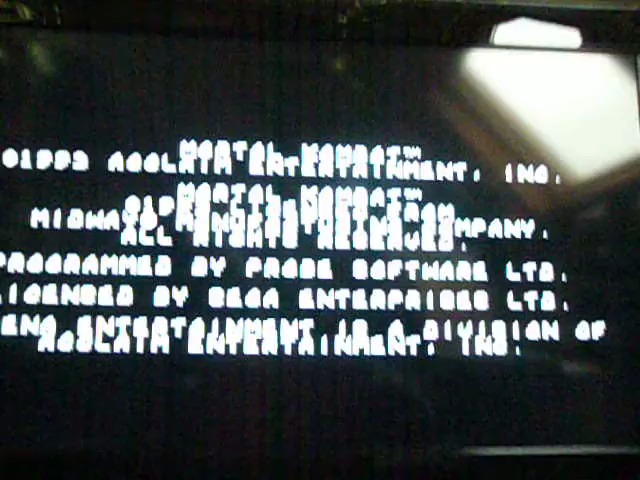 MORTAL KOMBAT™
©1993 ACCLAIM ENTERTAINMENT, INC.
MORTAL KOMBAT™
MIDWAY COMPANY.
ALL RIGHTS RESERVED.
PROGRAMMED BY PROBE SOFTWARE LTD.
LICENSED BY SEGA ENTERPRISES LTD.
ENA ENTERTAINMENT IS A DIVISION OF
ACCLAIM ENTERTAINMENT, INC.